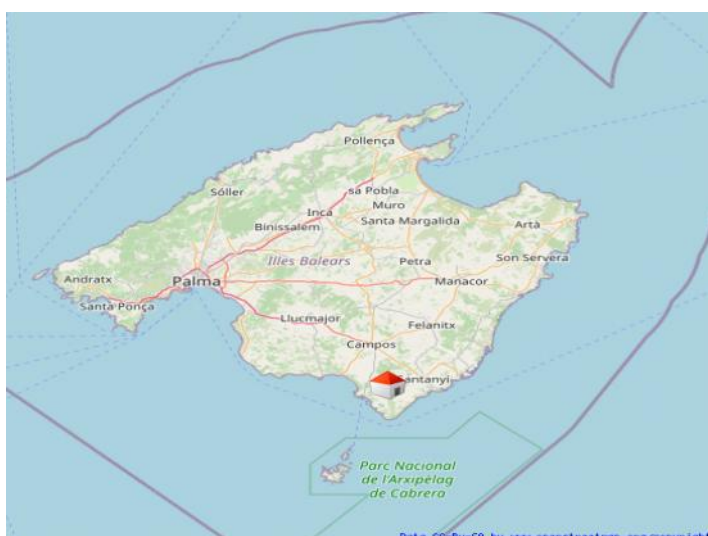 Pollença
sa Pobla
Sóller
Muro
Inca
Santa Margalida
Artà
Binissalem
Illes Balears
Petra
Son Servera
Andratx
Palma
Manacor
Santa Ponça
Llucmajor
Felanitx
Campos
Santanyí
Parc Nacional
de l'Arxipèlag
de Cabrera